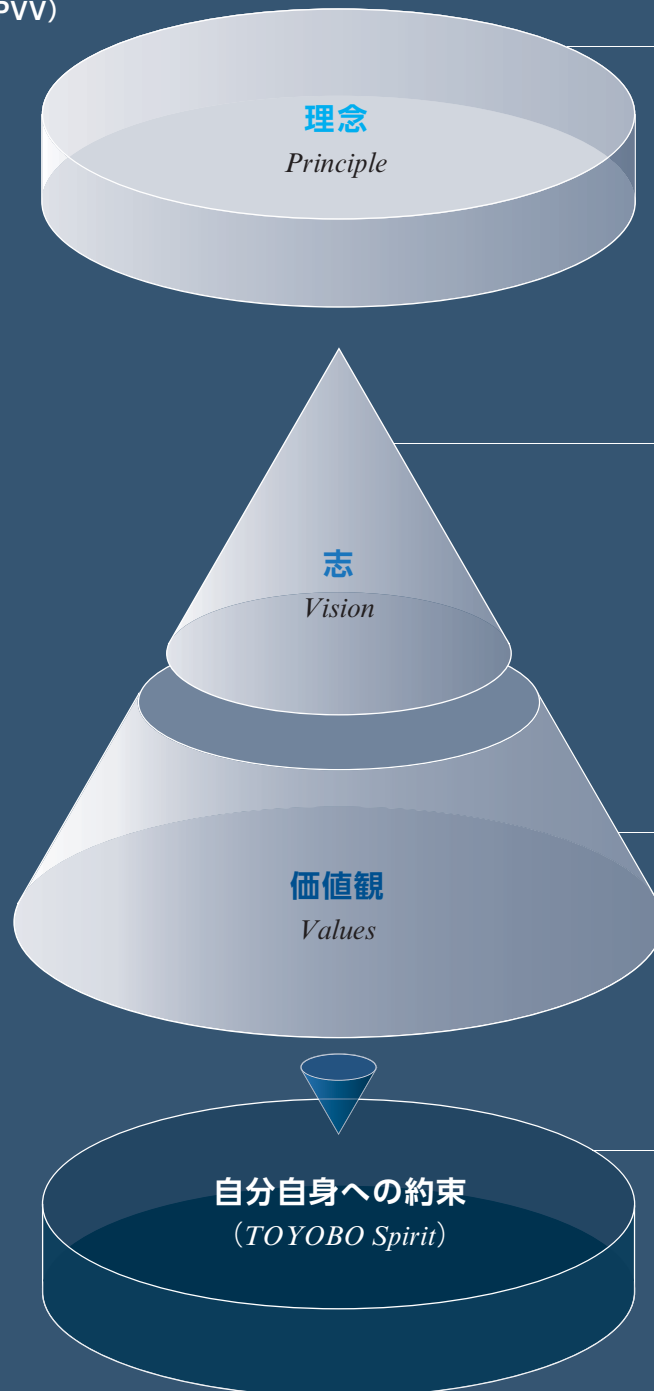 PVV）
理念
Principle
志
Vision
価値観
Values
自分自身への約束
（TOYOBO Spirit）